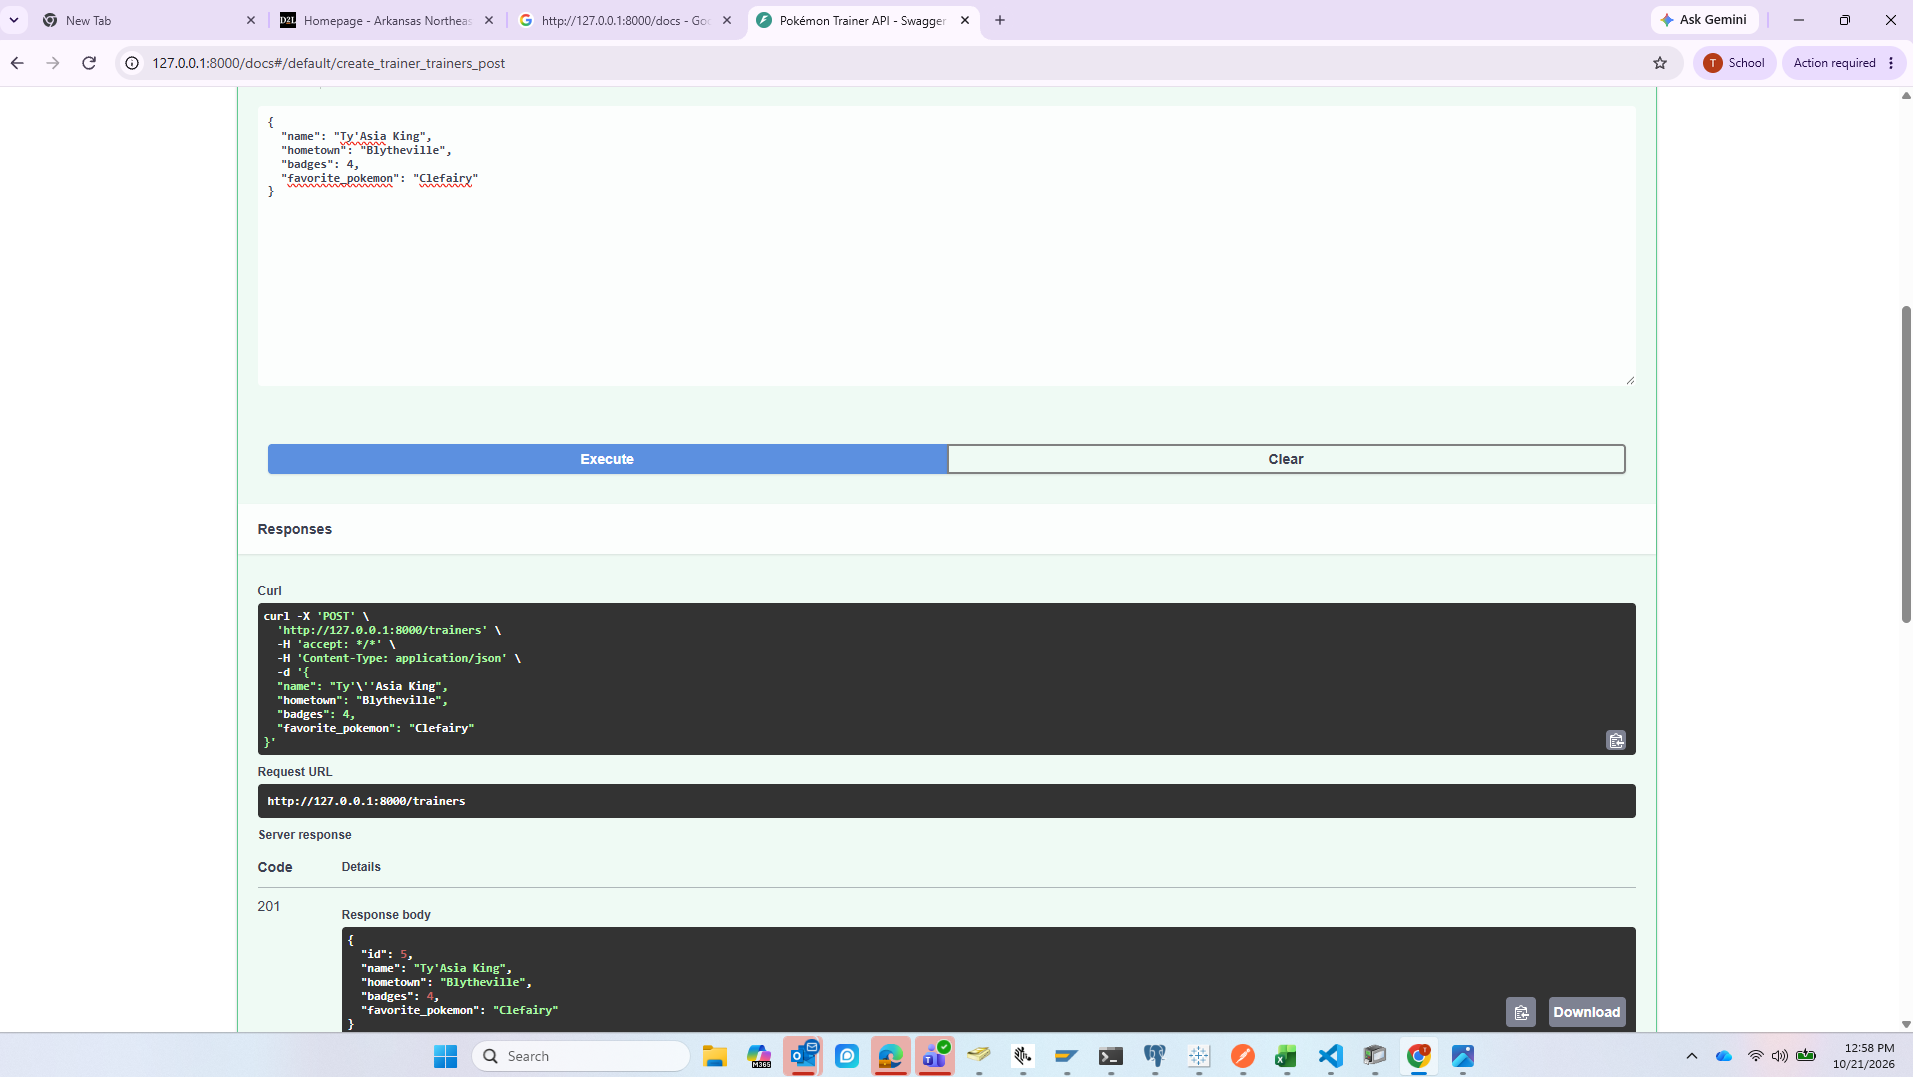 New Tab
D2L Homepage - Arkansas Northeas
http://127.0.0.1:8000/docs - Goo
Pokémon Trainer API - Swagger
Ask Gemini
127.0.0.1:8000/docs#/default/create_trainer_trainers_post
T School
Action required
{
"name": "Ty'Asia King",
"hometown": "Blytheville",
"badges": 4,
"favorite_pokemon": "Clefairy"
}
Execute
Clear
Responses
Curl
curl -X 'POST' \
'http://127.0.0.1:8000/trainers' \
-H 'accept: */*' \
-H 'Content-Type: application/json' \
-d '{
"name": "Ty'\''Asia King",
"hometown": "Blytheville",
"badges": 4,
"favorite_pokemon": "Clefairy"
}'
Request URL
http://127.0.0.1:8000/trainers
Server response
Code Details
201
Response body
{
"id": 5,
"name": "Ty'Asia King",
"hometown": "Blytheville",
"badges": 4,
"favorite_pokemon": "Clefairy"
}
Download
Search
M365
12:58 PM
10/21/2026